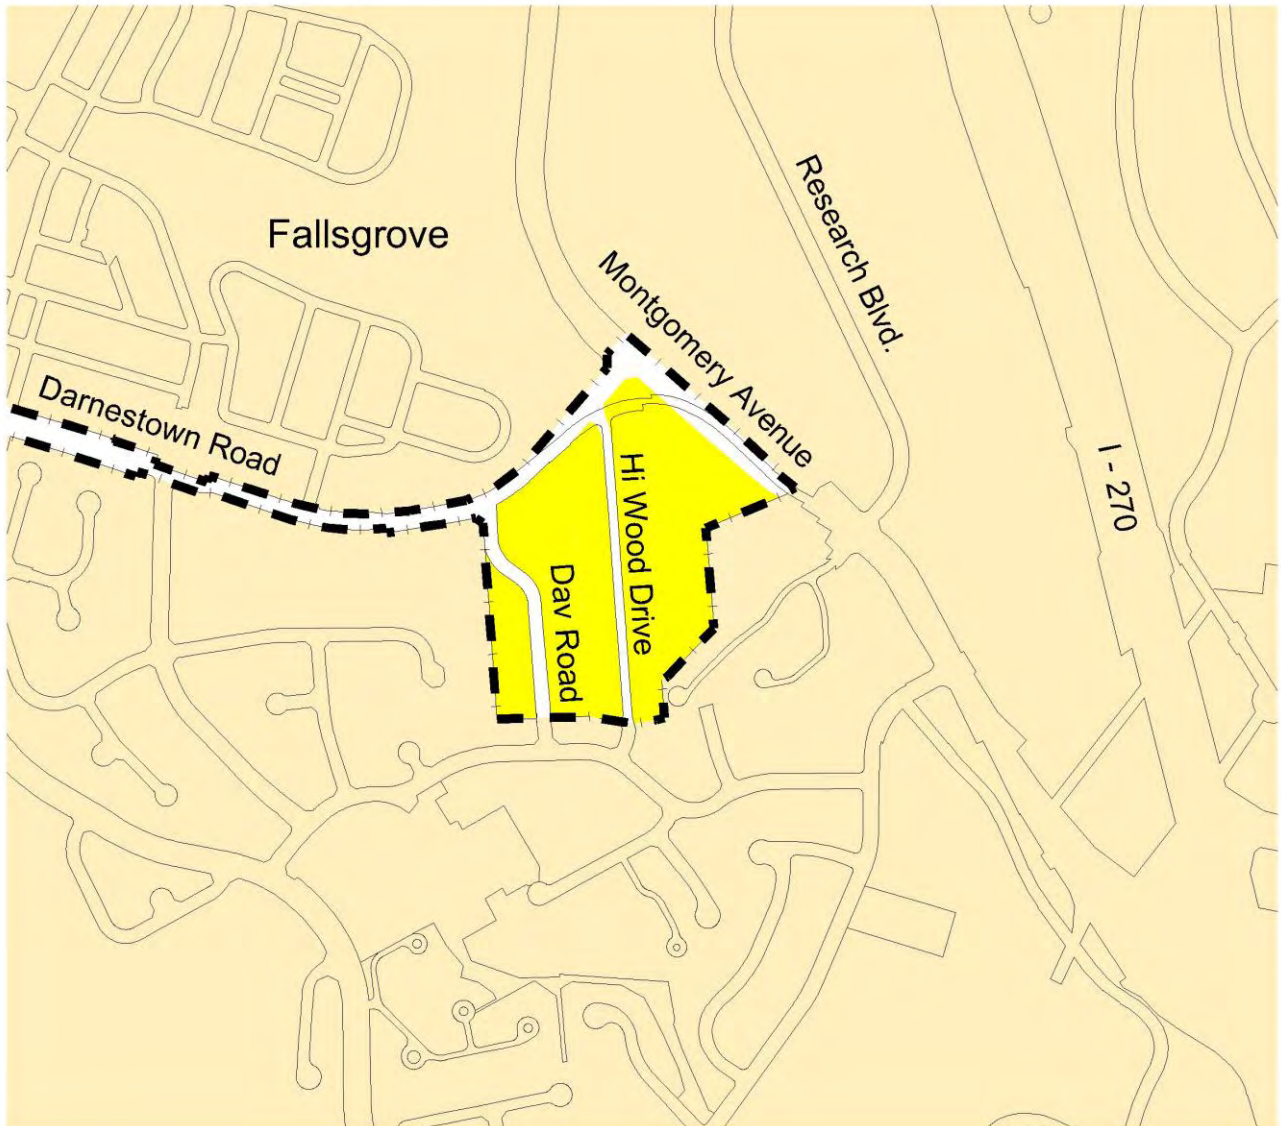 Research Blvd.
Fallsgrove
Montgomery Avenue
Darnestown Road
I - 270
Hi Wood Drive
Dav Road